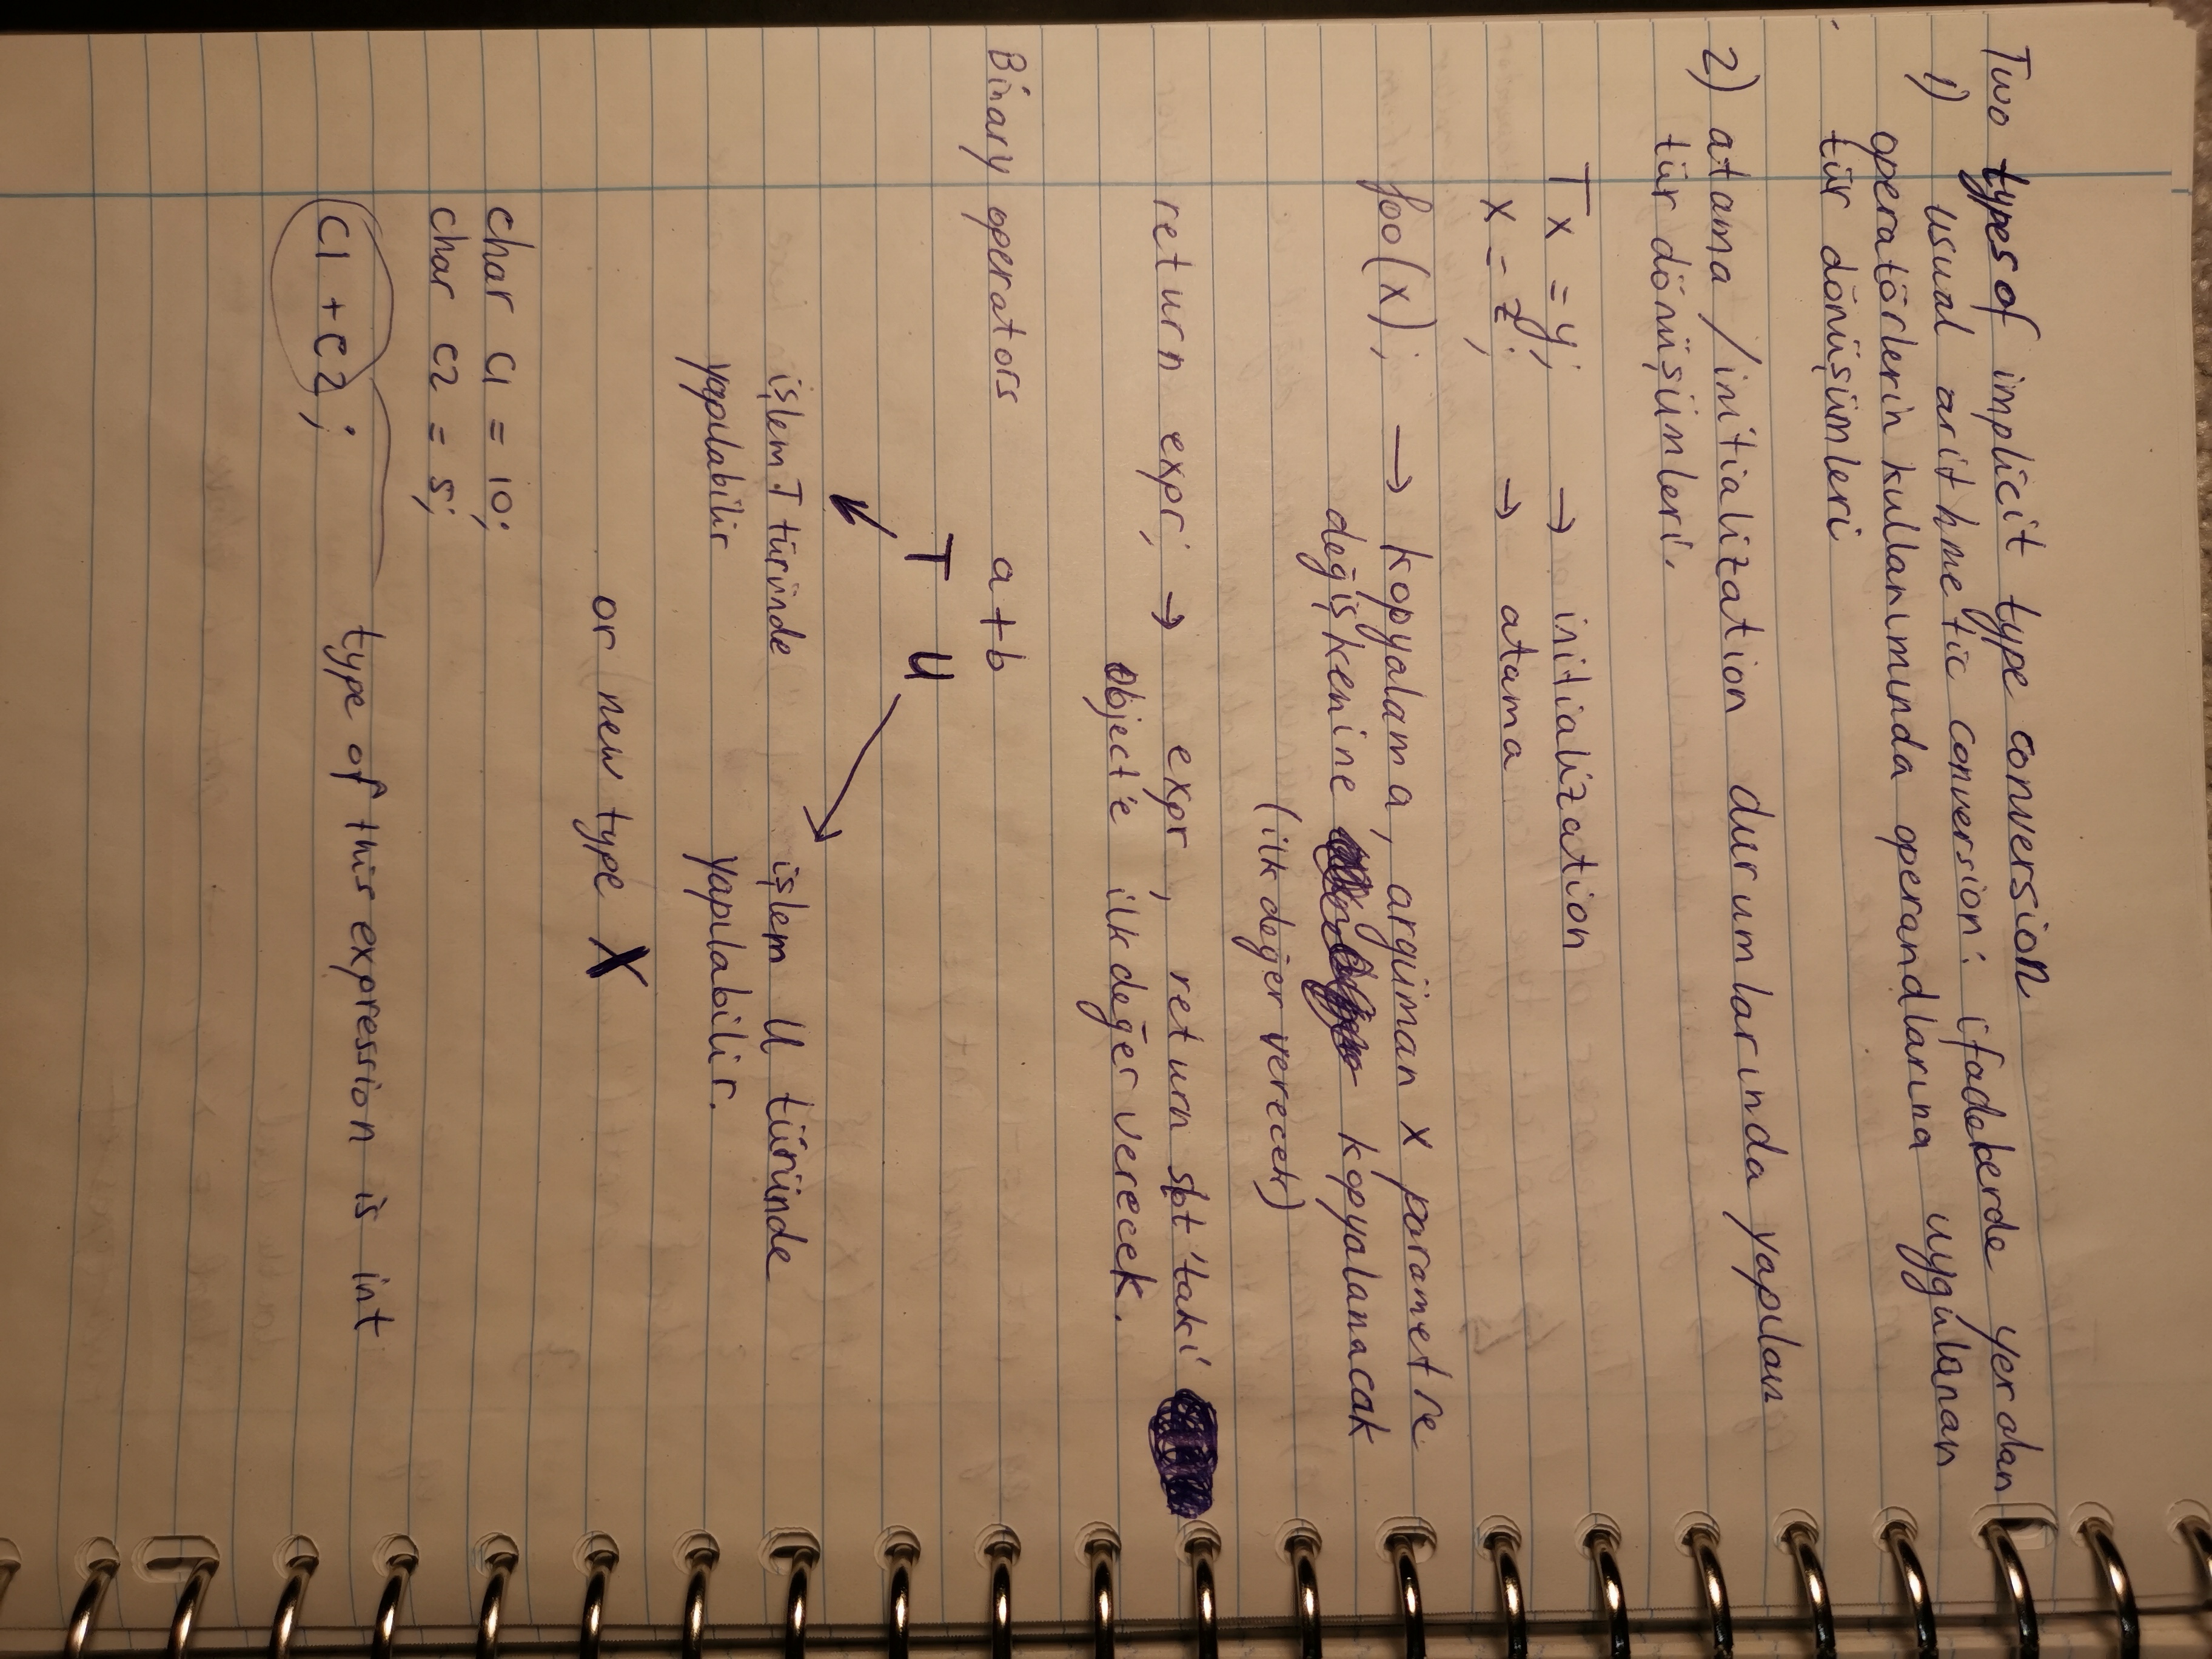 Two types of implicit type conversion
1) usual arithmetic conversion: ifadelerde yer alan
operatörlerin kullanımında operandlarına uygulanan
tür dönüşümleri
2) atama /initialization durumlarında yapılan
tür dönüşümleri.
T x = y; → initialization
x = z; → atama
foo(x); → kopyalama, argüman x parametre
değişkenine kopyalanacak
(ilk değer verecek)
return expr; → expr, return slot'taki
object'e ilk değer verecek.
Binary operators a+b
T U
işlem T türünde işlem U türünde
yapılabilir yapılabilir.
or new type X
char c1 = 10;
char c2 = 5;
c1 + c2; type of this expression is int